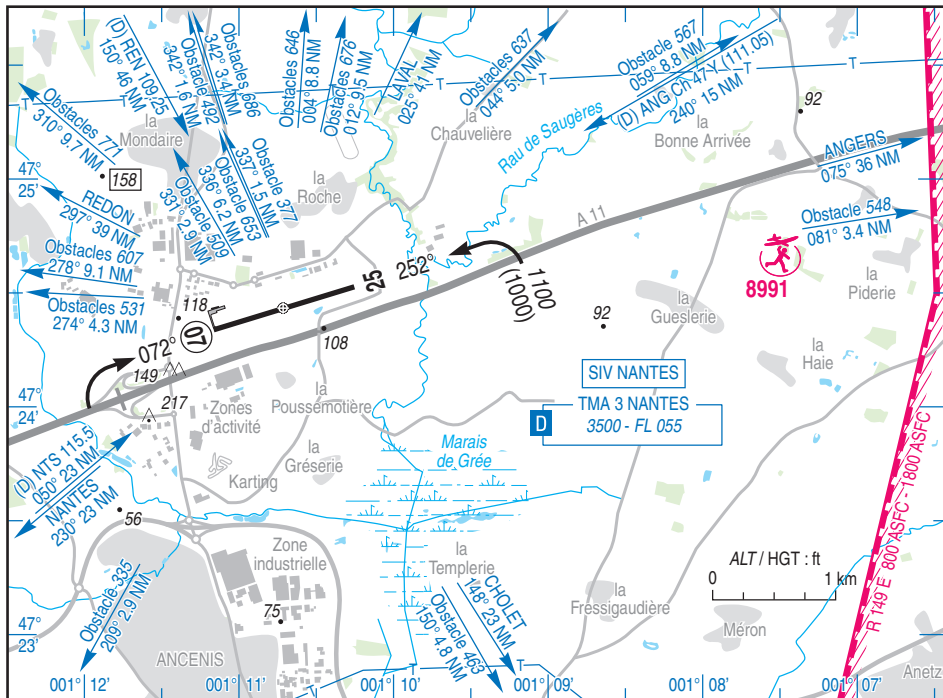 (D) REN 109.25
150° 46 NM
Obstacle 492
342° 1.6 NM
Obstacles 686
342° 3.4 NM
Obstacles 646
004° 8.8 NM
Obstacles 676
012° 9.5 NM
LAVAL
025° 41 NM
Obstacles 637
044° 5.0 NM
Obstacle 567
059° 8.8 NM
(D) ANG Ch 47 Y (111.05)
240° 15 NM
T
T
T
T
92
Obstacles 771
310° 9.7 NM
la
Mondaire
la
Chauvelière
Rau de Saugères
la
Bonne Arrivée
ANGERS
075° 36 NM
47°
25'
158
REDON
297° 39 NM
Obstacle 377
337° 1.5 NM
Obstacles 653
336° 6.2 NM
Obstacle 509
331° 2.9 NM
la
Roche
A 11
Obstacle 548
081° 3.4 NM
Obstacles 607
278° 9.1 NM
Obstacles 531
274° 4.3 NM
8991
la
Piderie
118
25
252°
1100
(1000)
la
Gueslerie
92
07
072°
108
149
la
Haie
SIV NANTES
D
TMA 3 NANTES
3500 - FL 055
47°
24'
217
Zones
d'activité
la
Poussemotière
Marais
de Grée
(D) NTS 115.5
050° 23 NM
NANTES
230° 23 NM
Karting
la
Gréserie
56
Zone
industrielle
la
Templerie
ALT / HGT : ft
0
1 km
R 149 E 800 ASFC - 1800 ASFC
Obstacle 335
209° 2.9 NM
75
CHOLET
148° 23 NM
Obstacle 463
150° 4.8 NM
la
Fressigaudière
Méron
47°
23'
ANCENIS
T
T
Anetz
001° 12'
001° 11'
001° 10'
001° 09'
001° 08'
001° 07'